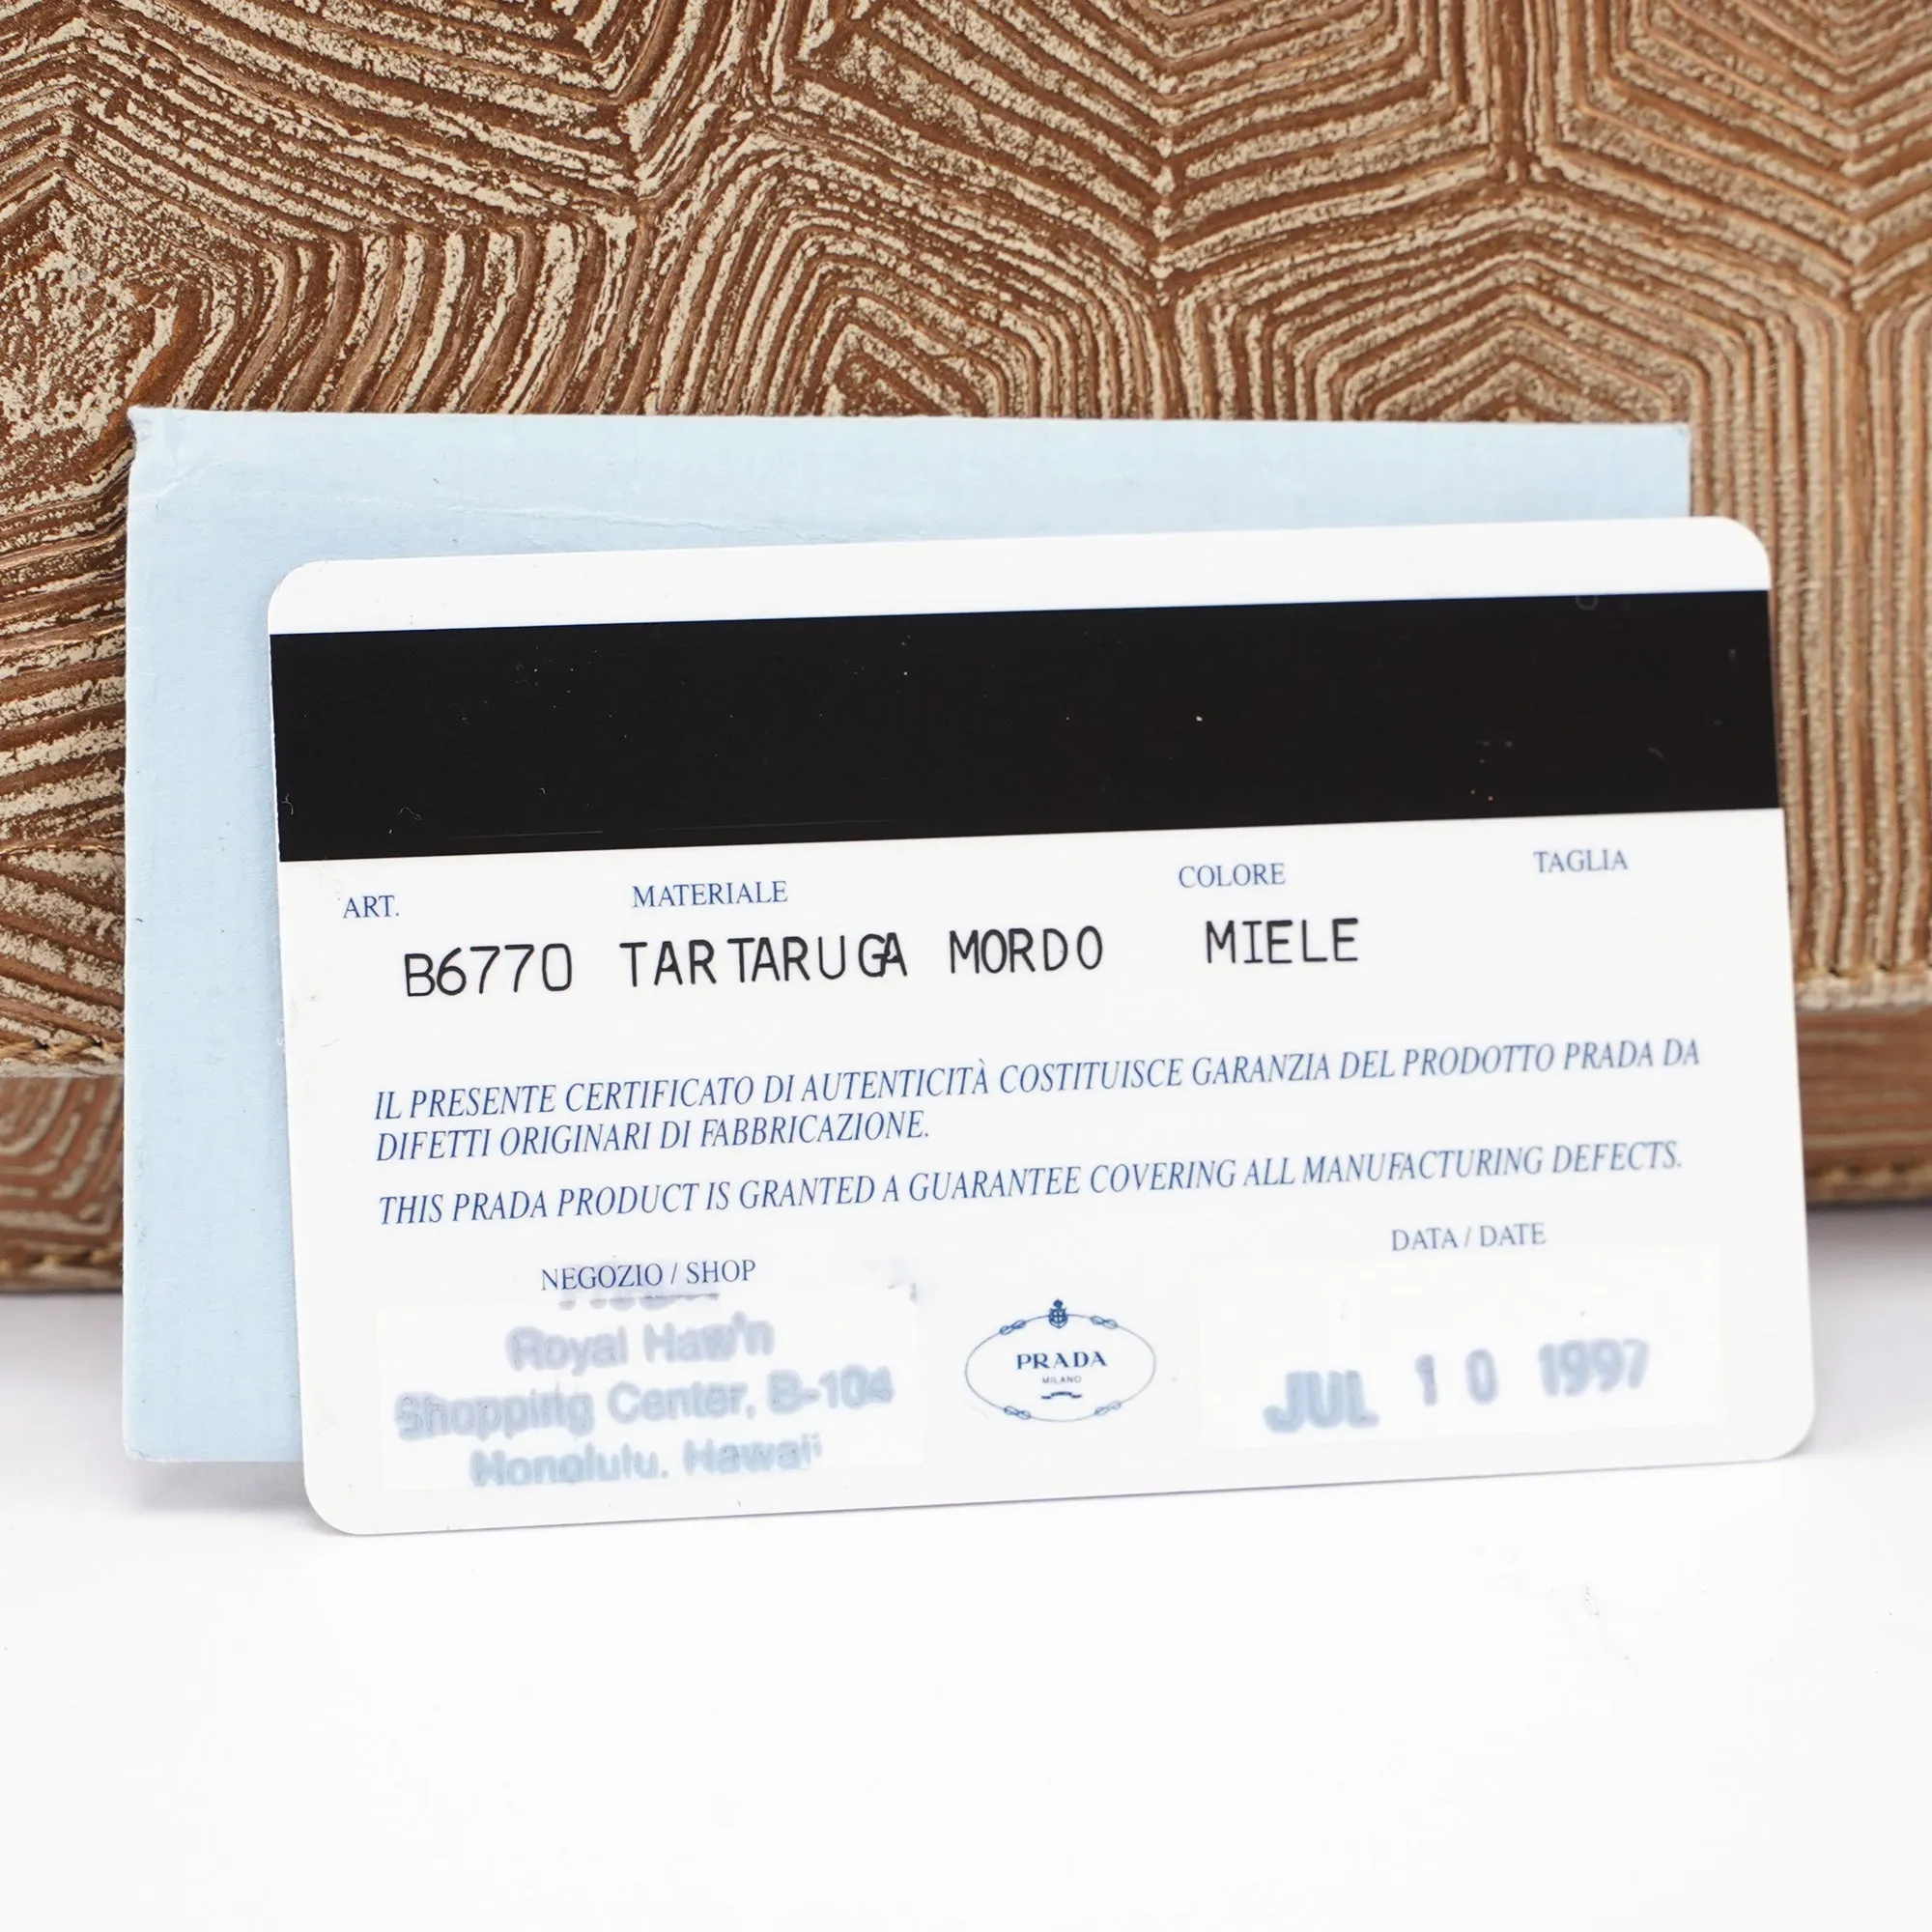 ART. MATERIALE COLORE TAGLIA
B6770 TARTARUGA MORDO MIELE
IL PRESENTE CERTIFICATO DI AUTENTICITÀ COSTITUISCE GARANZIA DEL PRODOTTO PRADA DA
DIFETTI ORIGINARI DI FABBRICAZIONE.
THIS PRADA PRODUCT IS GRANTED A GUARANTEE COVERING ALL MANUFACTURING DEFECTS.
NEGOZIO / SHOP
Royal Haw'n
Shopping Center, B-104
Honolulu, Hawaii
PRADA
MILANO
DATA / DATE
JUL 10 1997